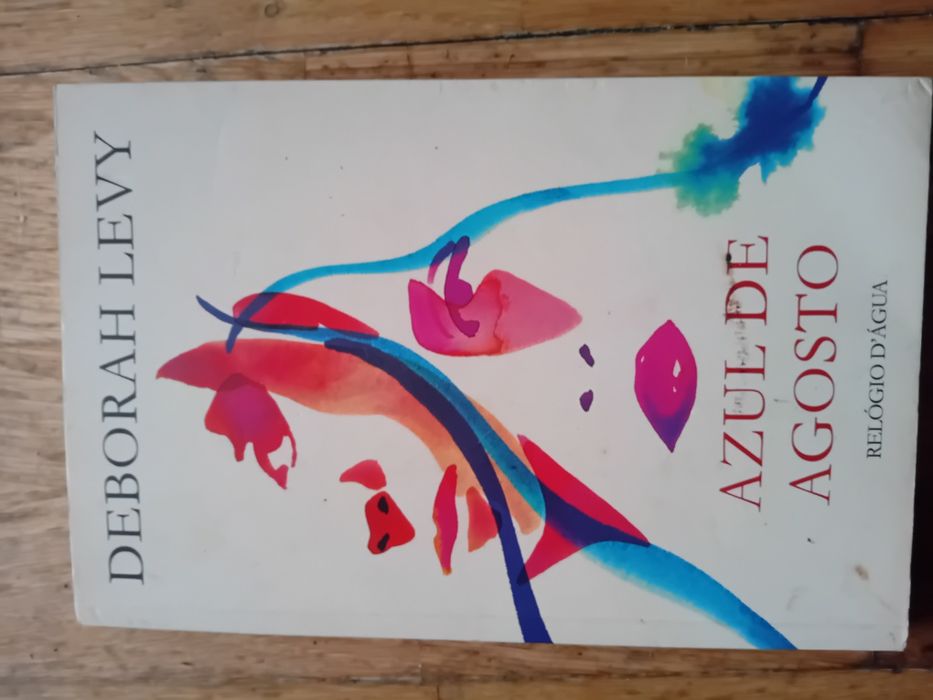 DEBORAH LEVY
AZUL DE
AGOSTO
RELÓGIO D'ÁGUA